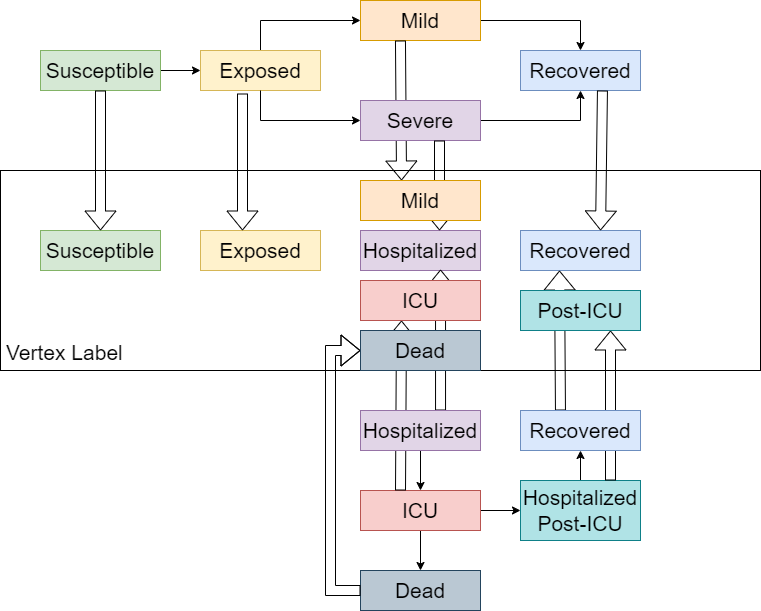 Mild
Susceptible
Exposed
Recovered
Severe
Mild
Susceptible
Exposed
Hospitalized
Recovered
ICU
Post-ICU
Vertex Label
Dead
Hospitalized
Recovered
ICU
Hospitalized
Post-ICU
Dead